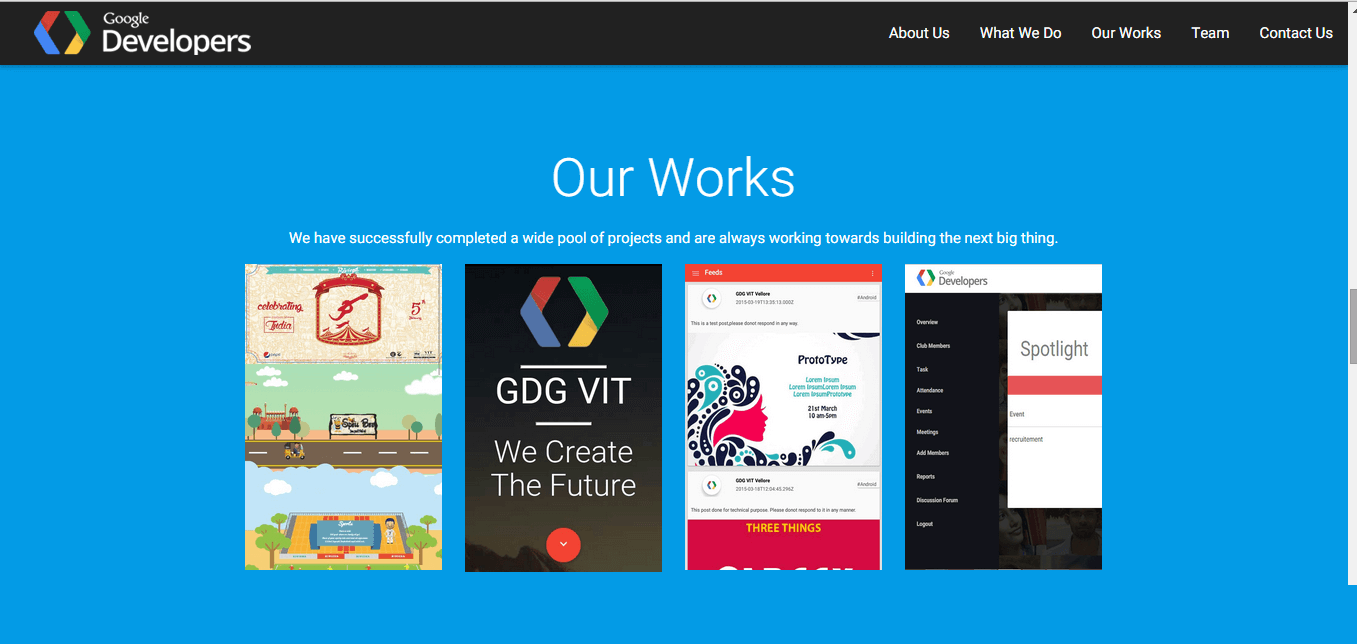 Google
Developers
About Us
What We Do
Our Works
Team
Contact Us
Our Works
We have successfully completed a wide pool of projects and are always working towards building the next big thing.
celebrating
India
5
GDG VIT
We Create
The Future
Feeds
GDG VIT Vellore
2015-03-19T13:35:13.000Z
#Android
This is a test post,please donot respond in any way.
ProtoType
Lorem Ipsum
Lorem IpsumLorem Ipsum
Lorem IpsumPrototype
21st March
10 am-5pm
GDG VIT Vellore
2015-03-18T12:04:45.296Z
#Android
This post done for technical purpose. Please donot respond to it in any manner.
THREE THINGS
Google
Developers
Overview
Club Members
Task
Attendance
Events
Meetings
Add Members
Reports
Discussion Forum
Logout
Spotlight
Event
recruitement